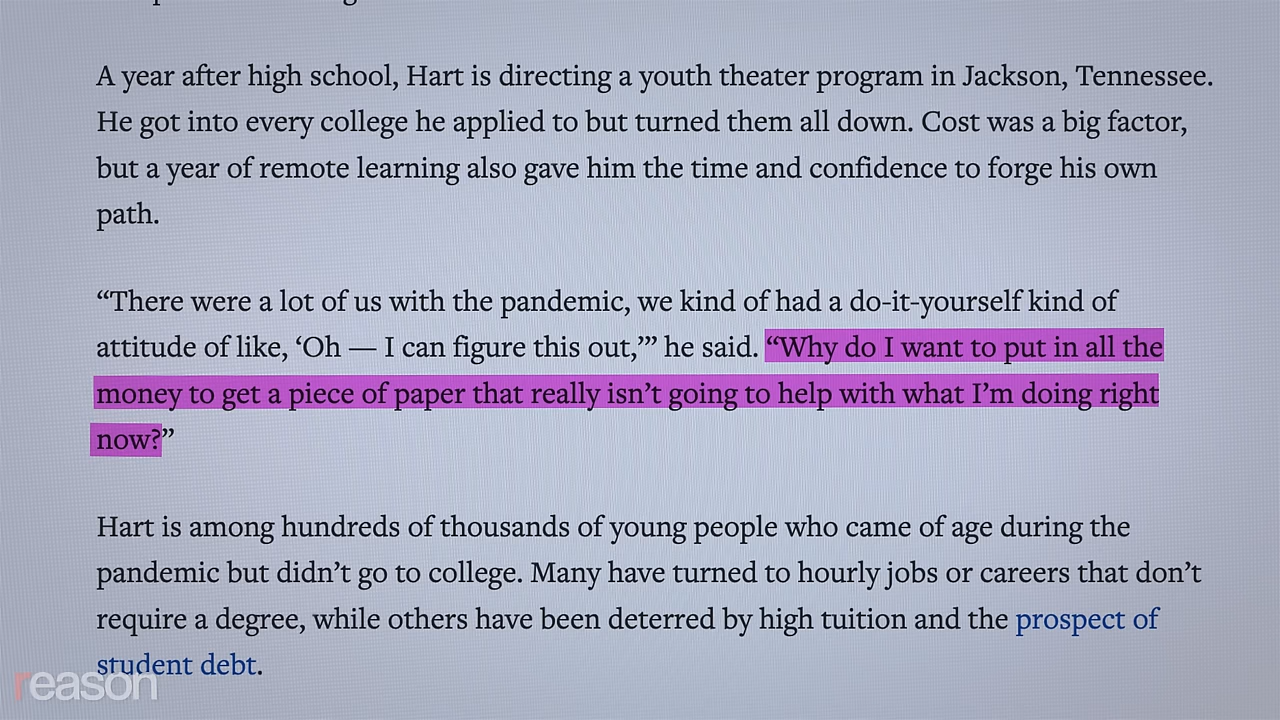 A year after high school, Hart is directing a youth theater program in Jackson, Tennessee.
He got into every college he applied to but turned them all down. Cost was a big factor,
but a year of remote learning also gave him the time and confidence to forge his own
path.
“There were a lot of us with the pandemic, we kind of had a do-it-yourself kind of
attitude of like, ‘Oh — I can figure this out,’” he said. “Why do I want to put in all the
money to get a piece of paper that really isn’t going to help with what I’m doing right
now?”
Hart is among hundreds of thousands of young people who came of age during the
pandemic but didn’t go to college. Many have turned to hourly jobs or careers that don’t
require a degree, while others have been deterred by high tuition and the prospect of
student debt.
reason